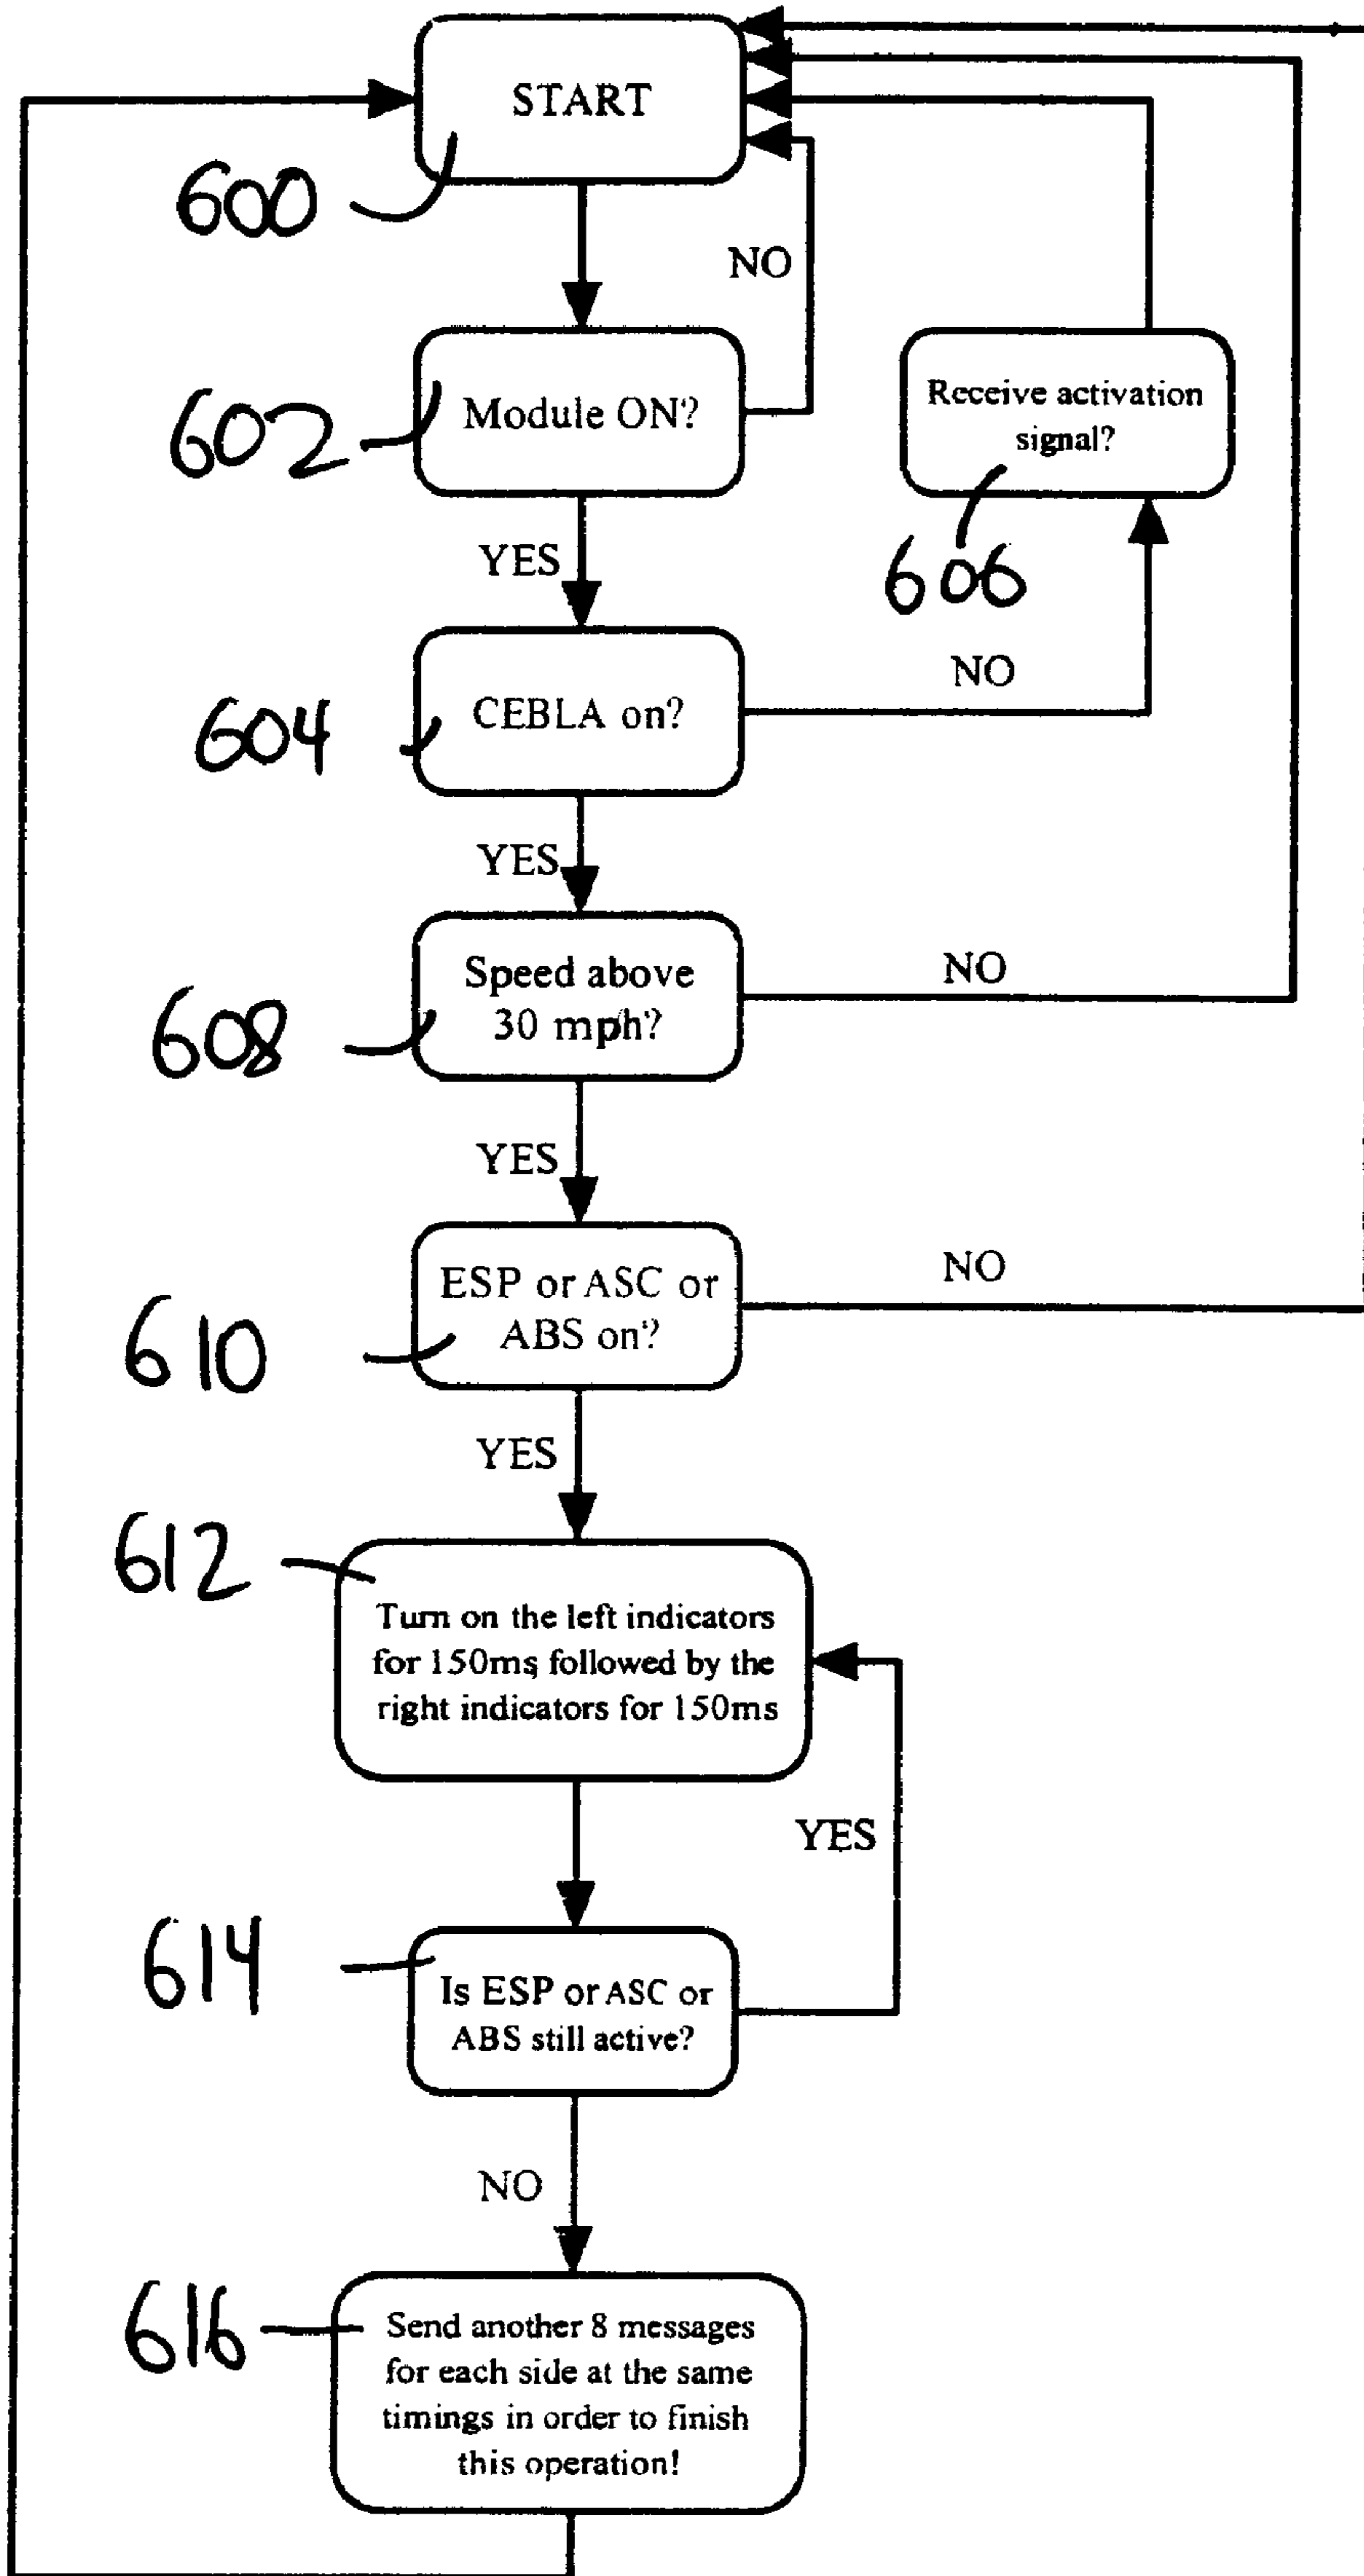 START
600
NO
602
Module ON?
Receive activation
signal?
606
YES
604
CEBLA on?
NO
YES
608
Speed above
30 mph?
NO
YES
610
ESP or ASC or
ABS on?
NO
YES
612
Turn on the left indicators
for 150ms, followed by the
right indicators for 150ms
YES
614
Is ESP or ASC or
ABS still active?
NO
616
Send another 8 messages
for each side at the same
timings in order to finish
this operation!